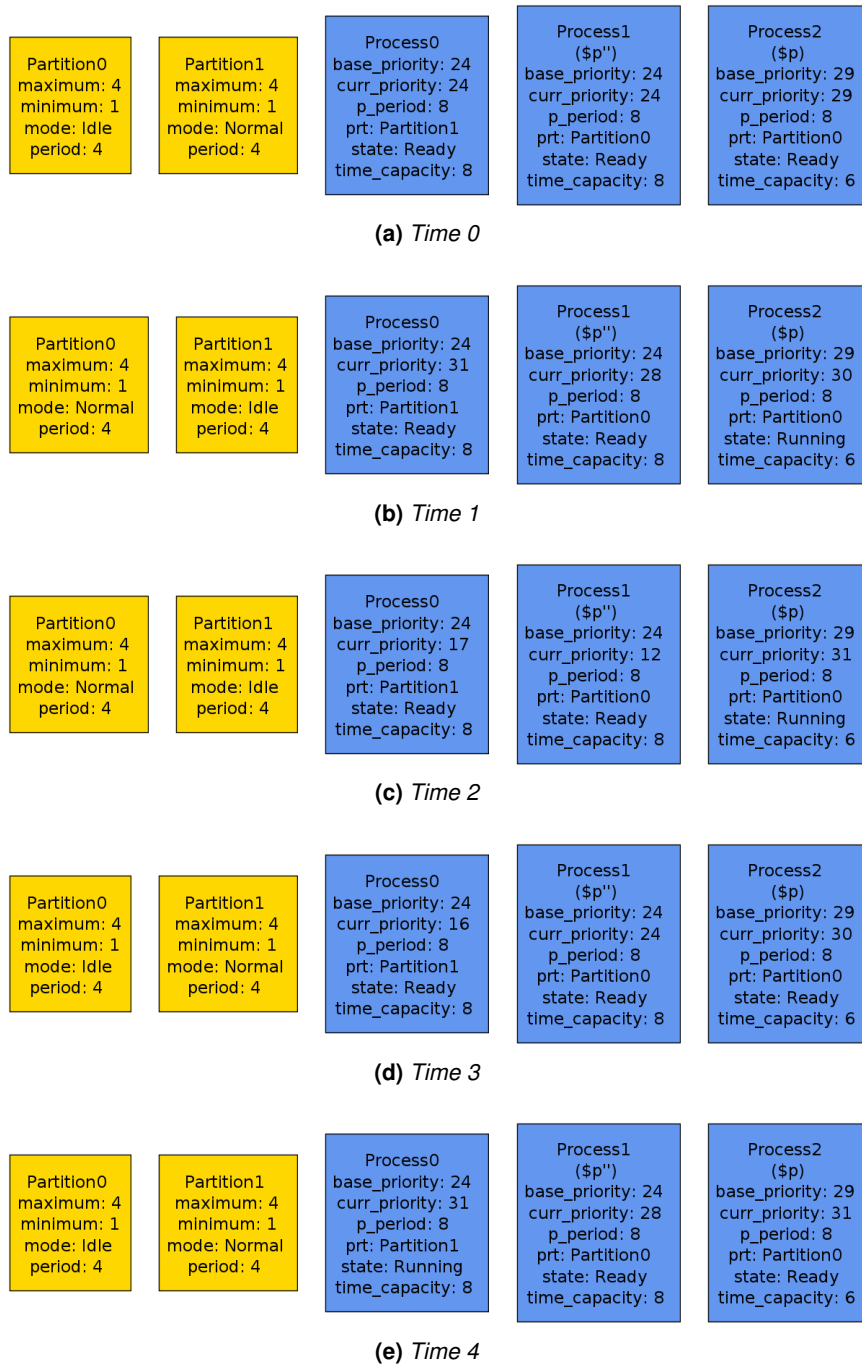 Partition0
maximum: 4
minimum: 1
mode: Idle
period: 4
Partition1
maximum: 4
minimum: 1
mode: Normal
period: 4
Process0
base_priority: 24
curr_priority: 24
p_period: 8
prt: Partition1
state: Ready
time_capacity: 8
Process1
($p'')
base_priority: 24
curr_priority: 24
p_period: 8
prt: Partition0
state: Ready
time_capacity: 8
Process2
($p)
base_priority: 29
curr_priority: 29
p_period: 8
prt: Partition0
state: Ready
time_capacity: 6
(a) Time 0
Partition0
maximum: 4
minimum: 1
mode: Normal
period: 4
Partition1
maximum: 4
minimum: 1
mode: Idle
period: 4
Process0
base_priority: 24
curr_priority: 31
p_period: 8
prt: Partition1
state: Ready
time_capacity: 8
Process1
($p'')
base_priority: 24
curr_priority: 28
p_period: 8
prt: Partition0
state: Ready
time_capacity: 8
Process2
($p)
base_priority: 29
curr_priority: 30
p_period: 8
prt: Partition0
state: Running
time_capacity: 6
(b) Time 1
Partition0
maximum: 4
minimum: 1
mode: Normal
period: 4
Partition1
maximum: 4
minimum: 1
mode: Idle
period: 4
Process0
base_priority: 24
curr_priority: 17
p_period: 8
prt: Partition1
state: Ready
time_capacity: 8
Process1
($p'')
base_priority: 24
curr_priority: 12
p_period: 8
prt: Partition0
state: Ready
time_capacity: 8
Process2
($p)
base_priority: 29
curr_priority: 31
p_period: 8
prt: Partition0
state: Running
time_capacity: 6
(c) Time 2
Partition0
maximum: 4
minimum: 1
mode: Idle
period: 4
Partition1
maximum: 4
minimum: 1
mode: Normal
period: 4
Process0
base_priority: 24
curr_priority: 16
p_period: 8
prt: Partition1
state: Ready
time_capacity: 8
Process1
($p'')
base_priority: 24
curr_priority: 24
p_period: 8
prt: Partition0
state: Ready
time_capacity: 8
Process2
($p)
base_priority: 29
curr_priority: 30
p_period: 8
prt: Partition0
state: Ready
time_capacity: 6
(d) Time 3
Partition0
maximum: 4
minimum: 1
mode: Idle
period: 4
Partition1
maximum: 4
minimum: 1
mode: Normal
period: 4
Process0
base_priority: 24
curr_priority: 31
p_period: 8
prt: Partition1
state: Running
time_capacity: 8
Process1
($p'')
base_priority: 24
curr_priority: 28
p_period: 8
prt: Partition0
state: Ready
time_capacity: 8
Process2
($p)
base_priority: 29
curr_priority: 31
p_period: 8
prt: Partition0
state: Ready
time_capacity: 6
(e) Time 4